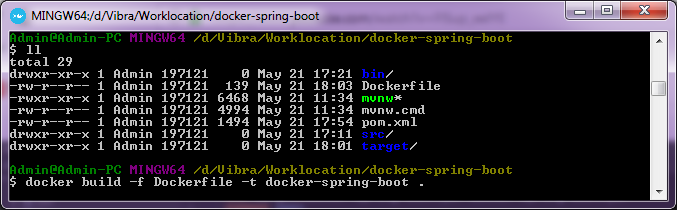 MINGW64:/d/Vibra/Worklocation/docker-spring-boot
Admin@Admin-PC MINGW64 /d/Vibra/Worklocation/docker-spring-boot
$ ll
total 29
drwxr-xr-x 1 Admin 197121    0 May 21 17:21 bin/
-rw-r--r-- 1 Admin 197121  139 May 21 18:03 Dockerfile
-rwxr-xr-x 1 Admin 197121 6468 May 21 11:34 mvnw*
-rw-r--r-- 1 Admin 197121 4994 May 21 11:34 mvnw.cmd
-rw-r--r-- 1 Admin 197121 1494 May 21 17:54 pom.xml
drwxr-xr-x 1 Admin 197121    0 May 21 17:11 src/
drwxr-xr-x 1 Admin 197121    0 May 21 18:01 target/
Admin@Admin-PC MINGW64 /d/Vibra/Worklocation/docker-spring-boot
$ docker build -f Dockerfile -t docker-spring-boot .